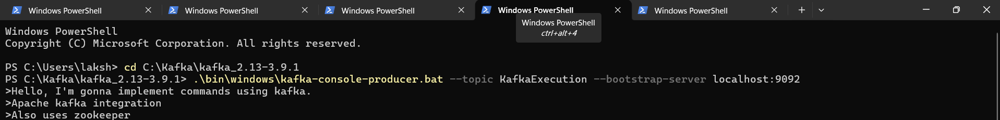 Windows PowerShell
Windows PowerShell
Windows PowerShell
Windows PowerShell
Windows PowerShell
Windows PowerShell
ctrl+alt+4
Windows PowerShell
Copyright (C) Microsoft Corporation. All rights reserved.
PS C:\Users\laksh> cd C:\Kafka\kafka_2.13-3.9.1
PS C:\Kafka\kafka_2.13-3.9.1> .\bin\windows\kafka-console-producer.bat --topic KafkaExecution --bootstrap-server localhost:9092
>Hello, I'm gonna implement commands using kafka.
>Apache kafka integration
>Also uses zookeeper